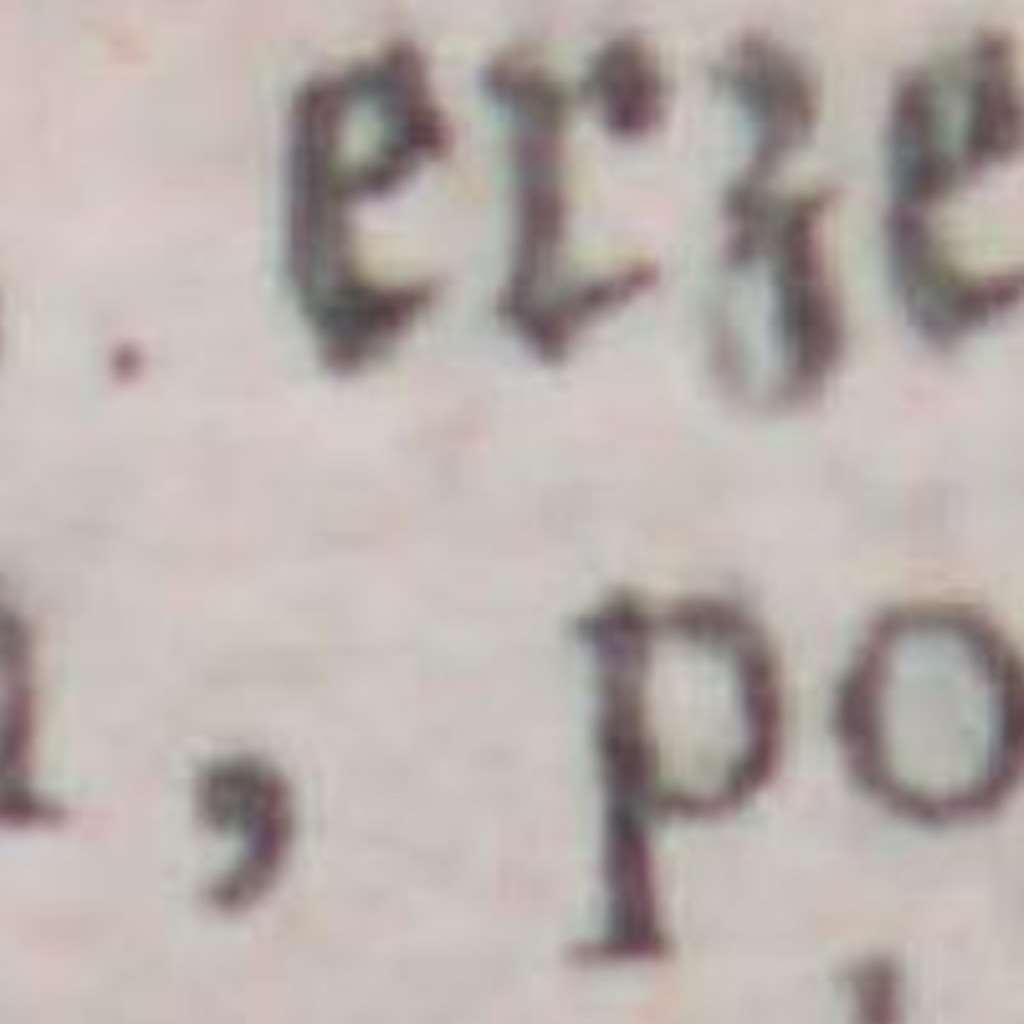 . erze
, po